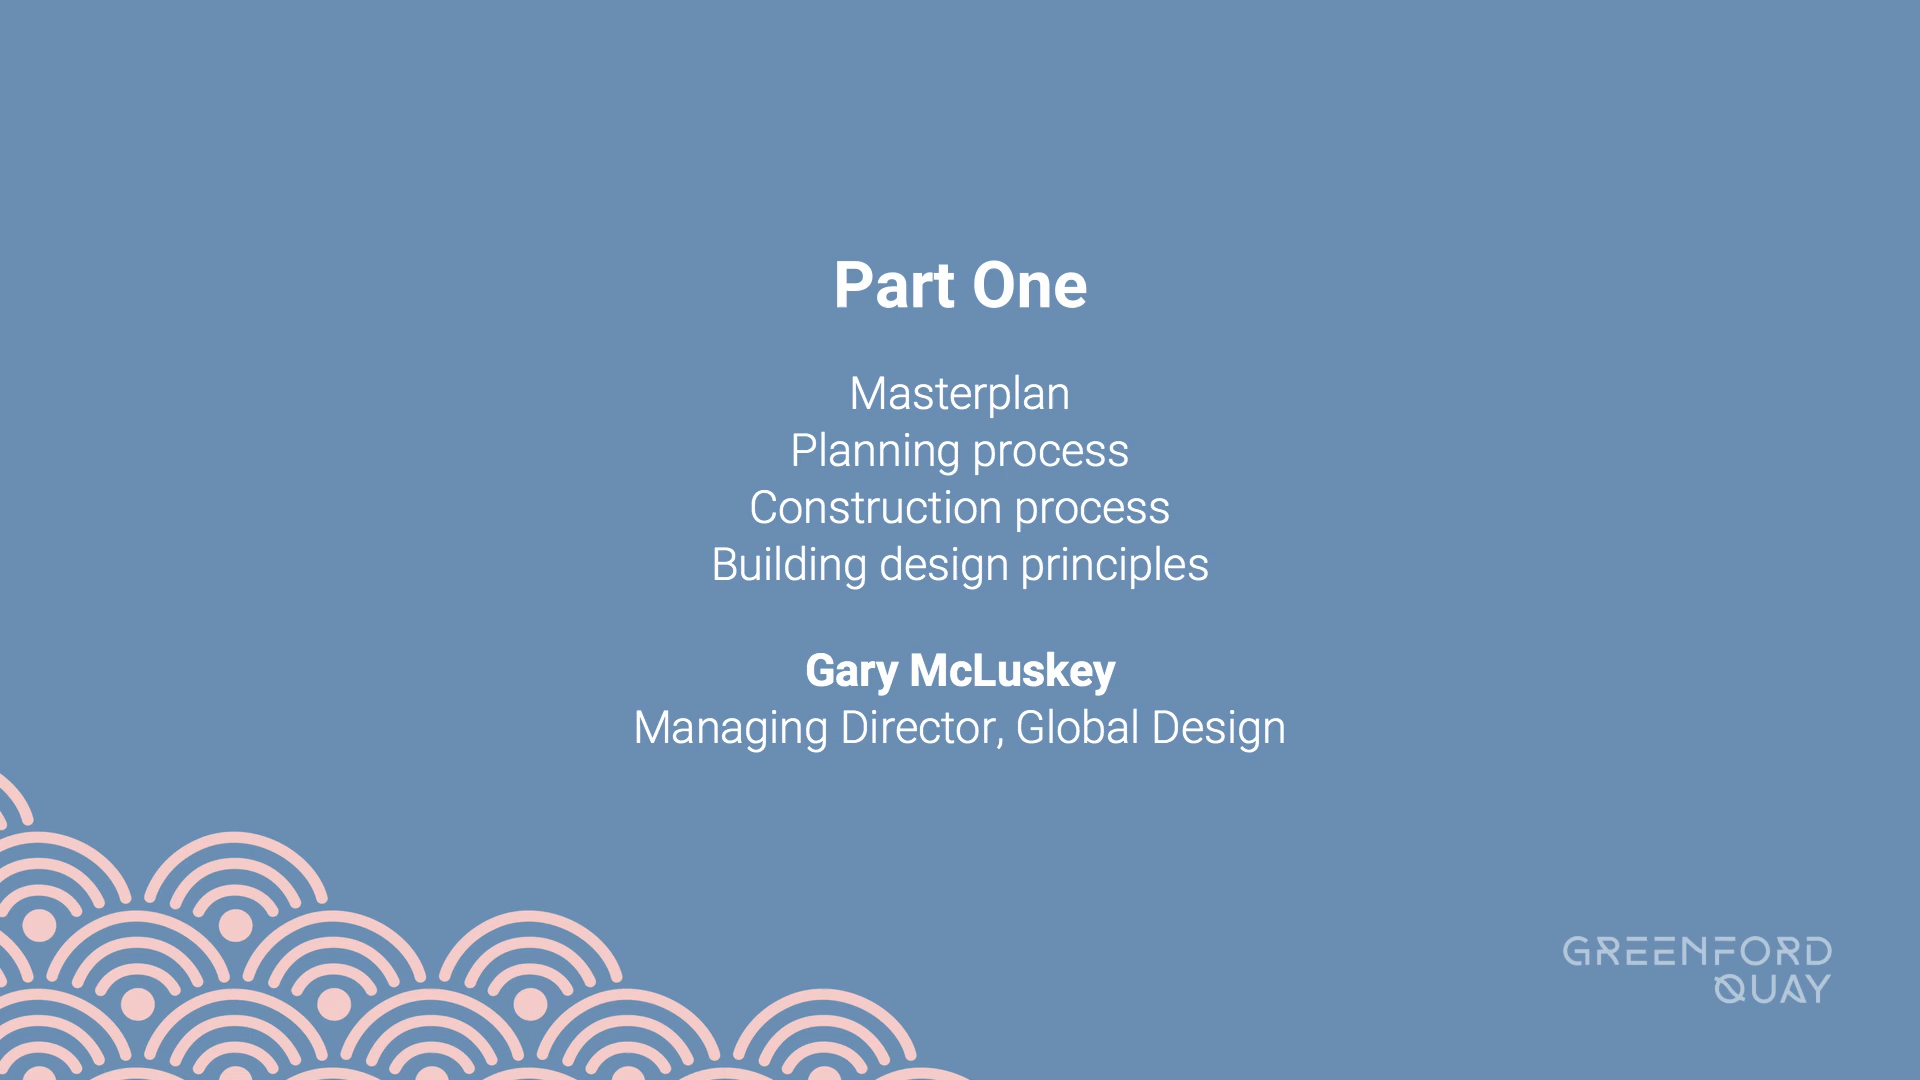 Part One
Masterplan
Planning process
Construction process
Building design principles
Gary McLuskey
Managing Director, Global Design
GREENFORD
QUAY